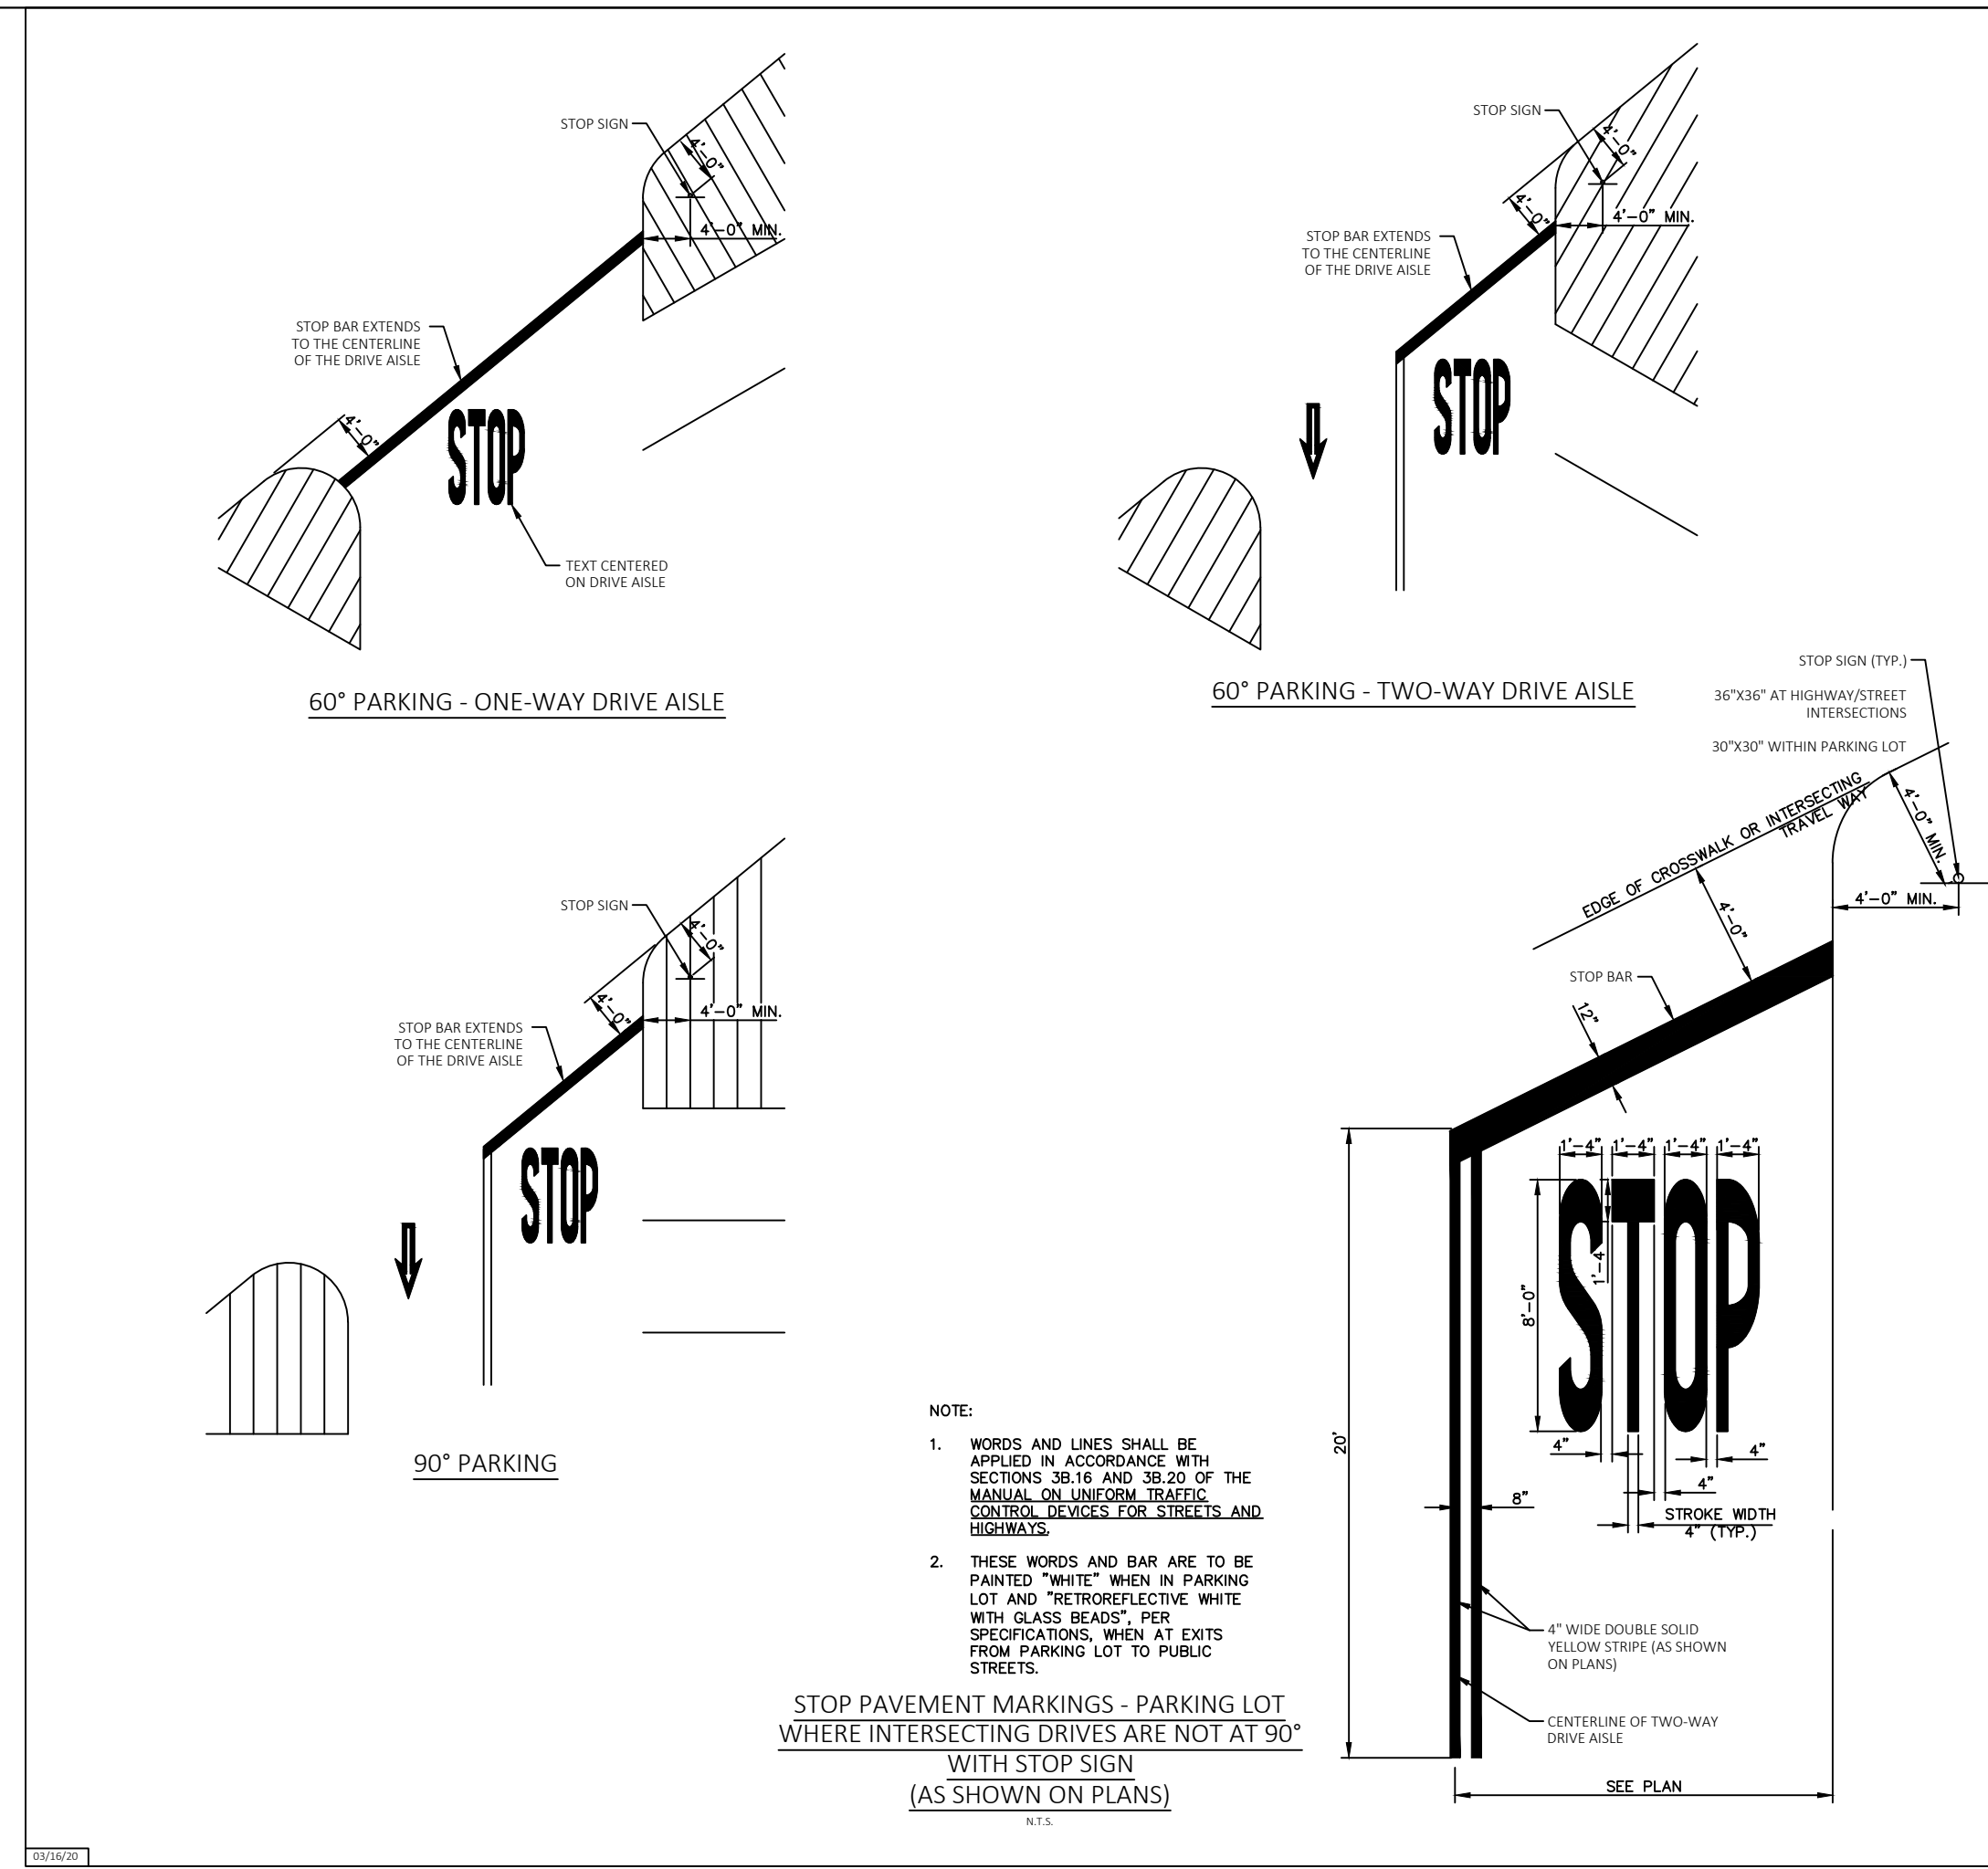 STOP SIGN
4'-0"
4'-0" MIN.
STOP BAR EXTENDS
TO THE CENTERLINE
OF THE DRIVE AISLE
4'-0"
STOP
TEXT CENTERED
ON DRIVE AISLE
60° PARKING - ONE-WAY DRIVE AISLE
STOP SIGN
4'-0"
4'-0"
4'-0" MIN.
STOP BAR EXTENDS
TO THE CENTERLINE
OF THE DRIVE AISLE
STOP
60° PARKING - TWO-WAY DRIVE AISLE
STOP SIGN
4'-0"
4'-0"
4'-0" MIN.
STOP BAR EXTENDS
TO THE CENTERLINE
OF THE DRIVE AISLE
STOP
90° PARKING
STOP SIGN (TYP.)
36"X36" AT HIGHWAY/STREET
INTERSECTIONS
30"X30" WITHIN PARKING LOT
EDGE OF CROSSWALK OR INTERSECTING
TRAVEL WAY
4'-0" MIN.
4'-0" MIN.
4'-0"
STOP BAR
12"
1'-4" 1'-4" 1'-4" 1'-4"
STOP
1'-4
8'-0"
20'
4" 4"
4"
8"
STROKE WIDTH
4" (TYP.)
4" WIDE DOUBLE SOLID
YELLOW STRIPE (AS SHOWN
ON PLANS)
CENTERLINE OF TWO-WAY
DRIVE AISLE
SEE PLAN
NOTE:
1. WORDS AND LINES SHALL BE
APPLIED IN ACCORDANCE WITH
SECTIONS 3B.16 AND 3B.20 OF THE
MANUAL ON UNIFORM TRAFFIC
CONTROL DEVICES FOR STREETS AND
HIGHWAYS.
2. THESE WORDS AND BAR ARE TO BE
PAINTED "WHITE" WHEN IN PARKING
LOT AND "RETROREFLECTIVE WHITE
WITH GLASS BEADS", PER
SPECIFICATIONS, WHEN AT EXITS
FROM PARKING LOT TO PUBLIC
STREETS.
STOP PAVEMENT MARKINGS - PARKING LOT
WHERE INTERSECTING DRIVES ARE NOT AT 90°
WITH STOP SIGN
(AS SHOWN ON PLANS)
N.T.S.
03/16/20